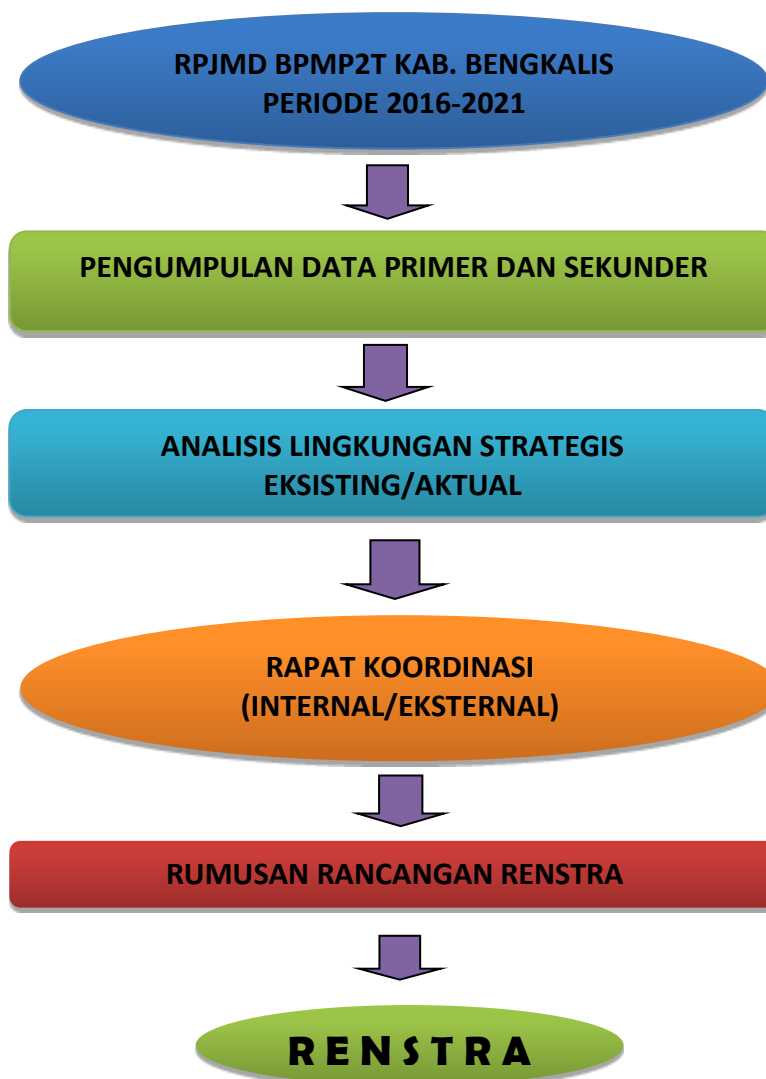 RPJMD BPMP2T KAB. BENGKALIS
PERIODE 2016-2021
PENGUMPULAN DATA PRIMER DAN SEKUNDER
ANALISIS LINGKUNGAN STRATEGIS
EKSISTING/AKTUAL
RAPAT KOORDINASI
(INTERNAL/EKSTERNAL)
RUMUSAN RANCANGAN RENSTRA
RENSTRA